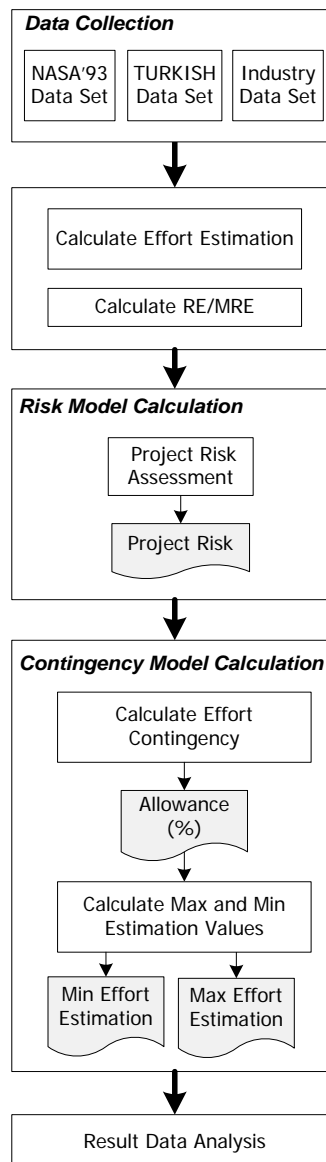 Data Collection
NASA'93
Data Set
TURKISH
Data Set
Industry
Data Set
Calculate Effort Estimation
Calculate RE/MRE
Risk Model Calculation
Project Risk
Assessment
Project Risk
Contingency Model Calculation
Calculate Effort
Contingency
Allowance
(%)
Calculate Max and Min
Estimation Values
Min Effort
Estimation
Max Effort
Estimation
Result Data Analysis